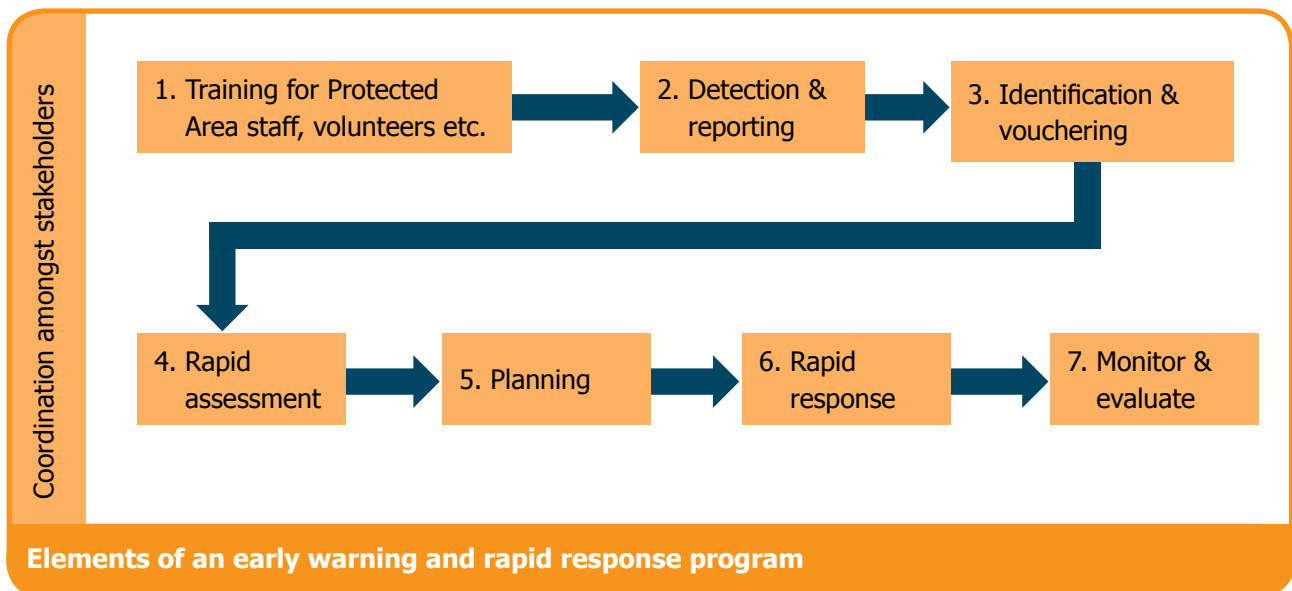 Coordination amongst stakeholders
1. Training for Protected
Area staff, volunteers etc.
2. Detection &
reporting
3. Identification &
vouchering
4. Rapid
assessment
5. Planning
6. Rapid
response
7. Monitor &
evaluate
Elements of an early warning and rapid response program